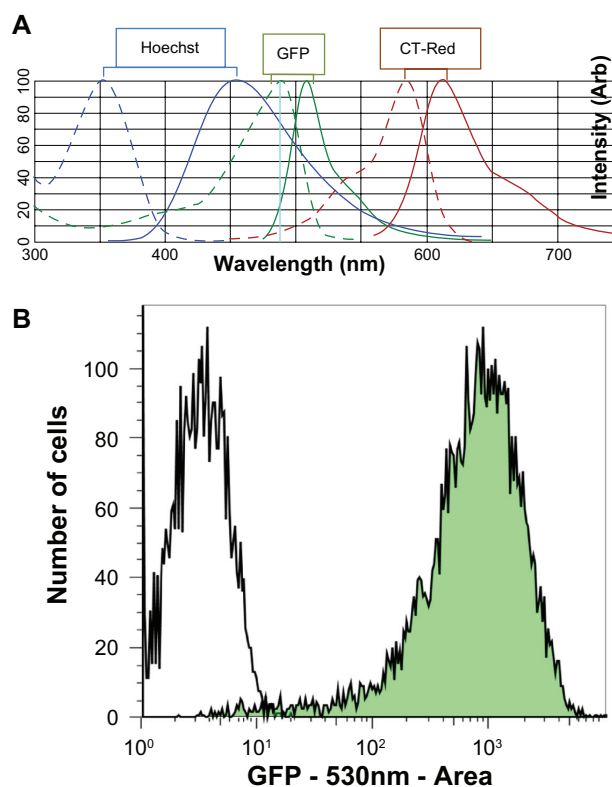 A
Hoechst
GFP
CT-Red
100
80
60
40
20
0
300
400
500
600
700
Wavelength (nm)
Intensity (Arb)
B
100
80
60
40
20
0
Number of cells
10⁰
10¹
10²
10³
GFP - 530nm - Area